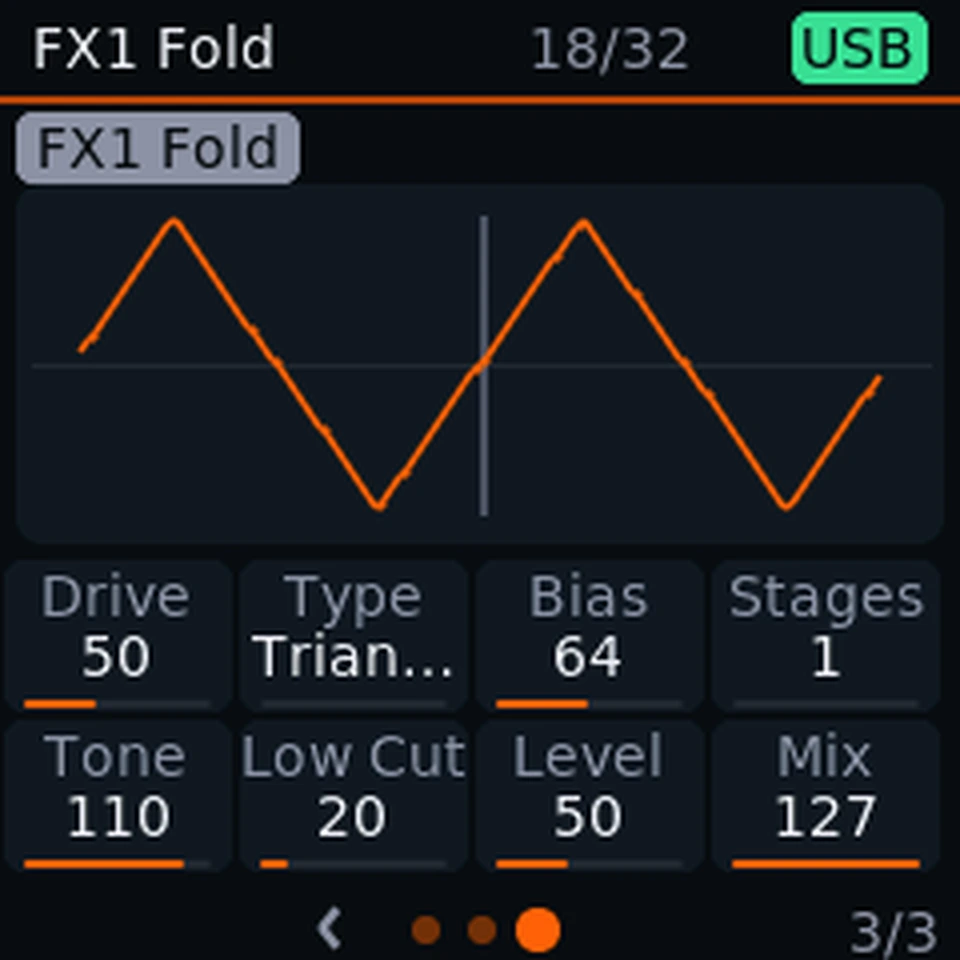 FX1 Fold 18/32 USB
FX1 Fold
Drive Type Bias Stages
50 Trian... 64 1
Tone Low Cut Level Mix
110 20 50 127
3/3